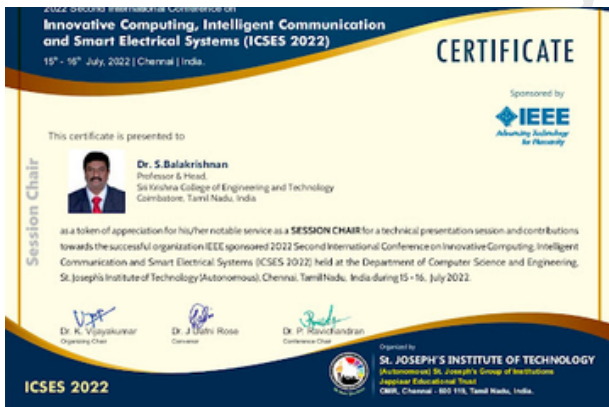 2022 Second International Conference on
Innovative Computing, Intelligent Communication
and Smart Electrical Systems (ICSES 2022)
15th - 16th July, 2022 | Chennai | India.
CERTIFICATE
Sponsored by
IEEE
Advancing Technology
for Humanity
This certificate is presented to
Session Chair
Dr. S.Balakrishnan
Professor & Head,
Sri Krishna College of Engineering and Technology
Coimbatore, Tamil Nadu, India
as a token of appreciation for his/her notable service as a SESSION CHAIR for a technical presentation session and contributions
towards the successful organization IEEE sponsored 2022 Second International Conference on Innovative Computing, Intelligent
Communication and Smart Electrical Systems (ICSES 2022) held at the Department of Computer Science and Engineering,
St. Joseph's Institute of Technology (Autonomous), Chennai, Tamil Nadu, India during 15 - 16, July 2022.
Dr. K. Vijayakumar
Organizing Chair
Dr. J Dafni Rose
Convener
Dr. P. Ravichandran
Conference Chair
Organized by
St. JOSEPH'S INSTITUTE OF TECHNOLOGY
(Autonomous) St. Joseph's Group of Institutions
Jeppiaar Educational Trust
OMR, Chennai - 600 119, Tamil Nadu, India.
ICSES 2022